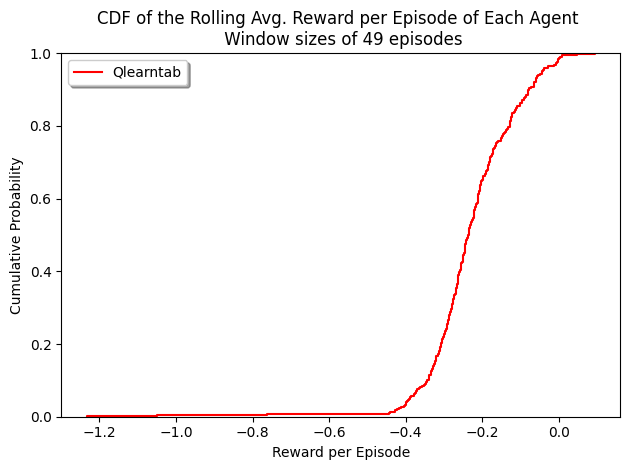 CDF of the Rolling Avg. Reward per Episode of Each Agent
Window sizes of 49 episodes
Qlearntab
Cumulative Probability
1.0
0.8
0.6
0.4
0.2
0.0
−1.2 −1.0 −0.8 −0.6 −0.4 −0.2 0.0
Reward per Episode